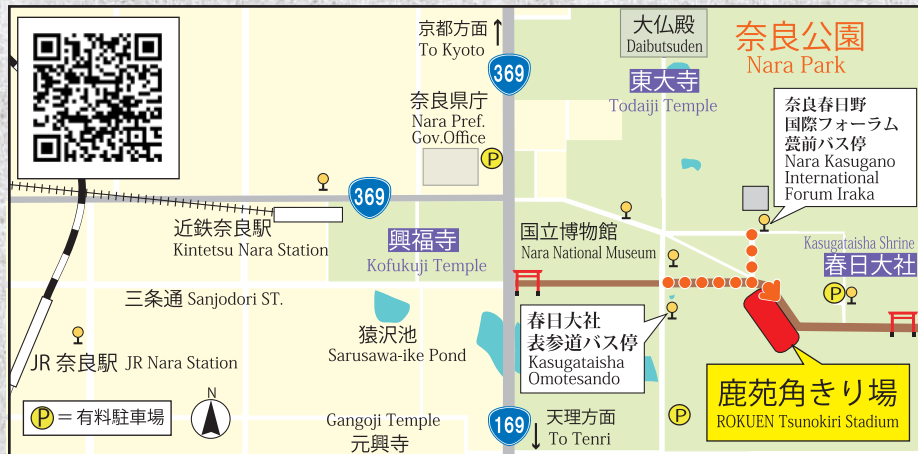 京都方面
To Kyoto
369
大仏殿
Daibutsuden
奈良公園
Nara Park
東大寺
Todaiji Temple
奈良県庁
Nara Pref.
Gov.Office
P
奈良春日野
国際フォーラム
甍前バス停
Nara Kasugano
International
Forum Iraka
369
近鉄奈良駅
Kintetsu Nara Station
興福寺
Kofukuji Temple
国立博物館
Nara National Museum
Kasugataisha Shrine
春日大社
P
三条通 Sanjodori ST.
猿沢池
Sarusawa-ike Pond
春日大社
表参道バス停
Kasugataisha
Omotesando
JR 奈良駅 JR Nara Station
鹿苑角きり場
ROKUEN Tsunokiri Stadium
P = 有料駐車場
N
Gangoji Temple
元興寺
169
天理方面
To Tenri
P